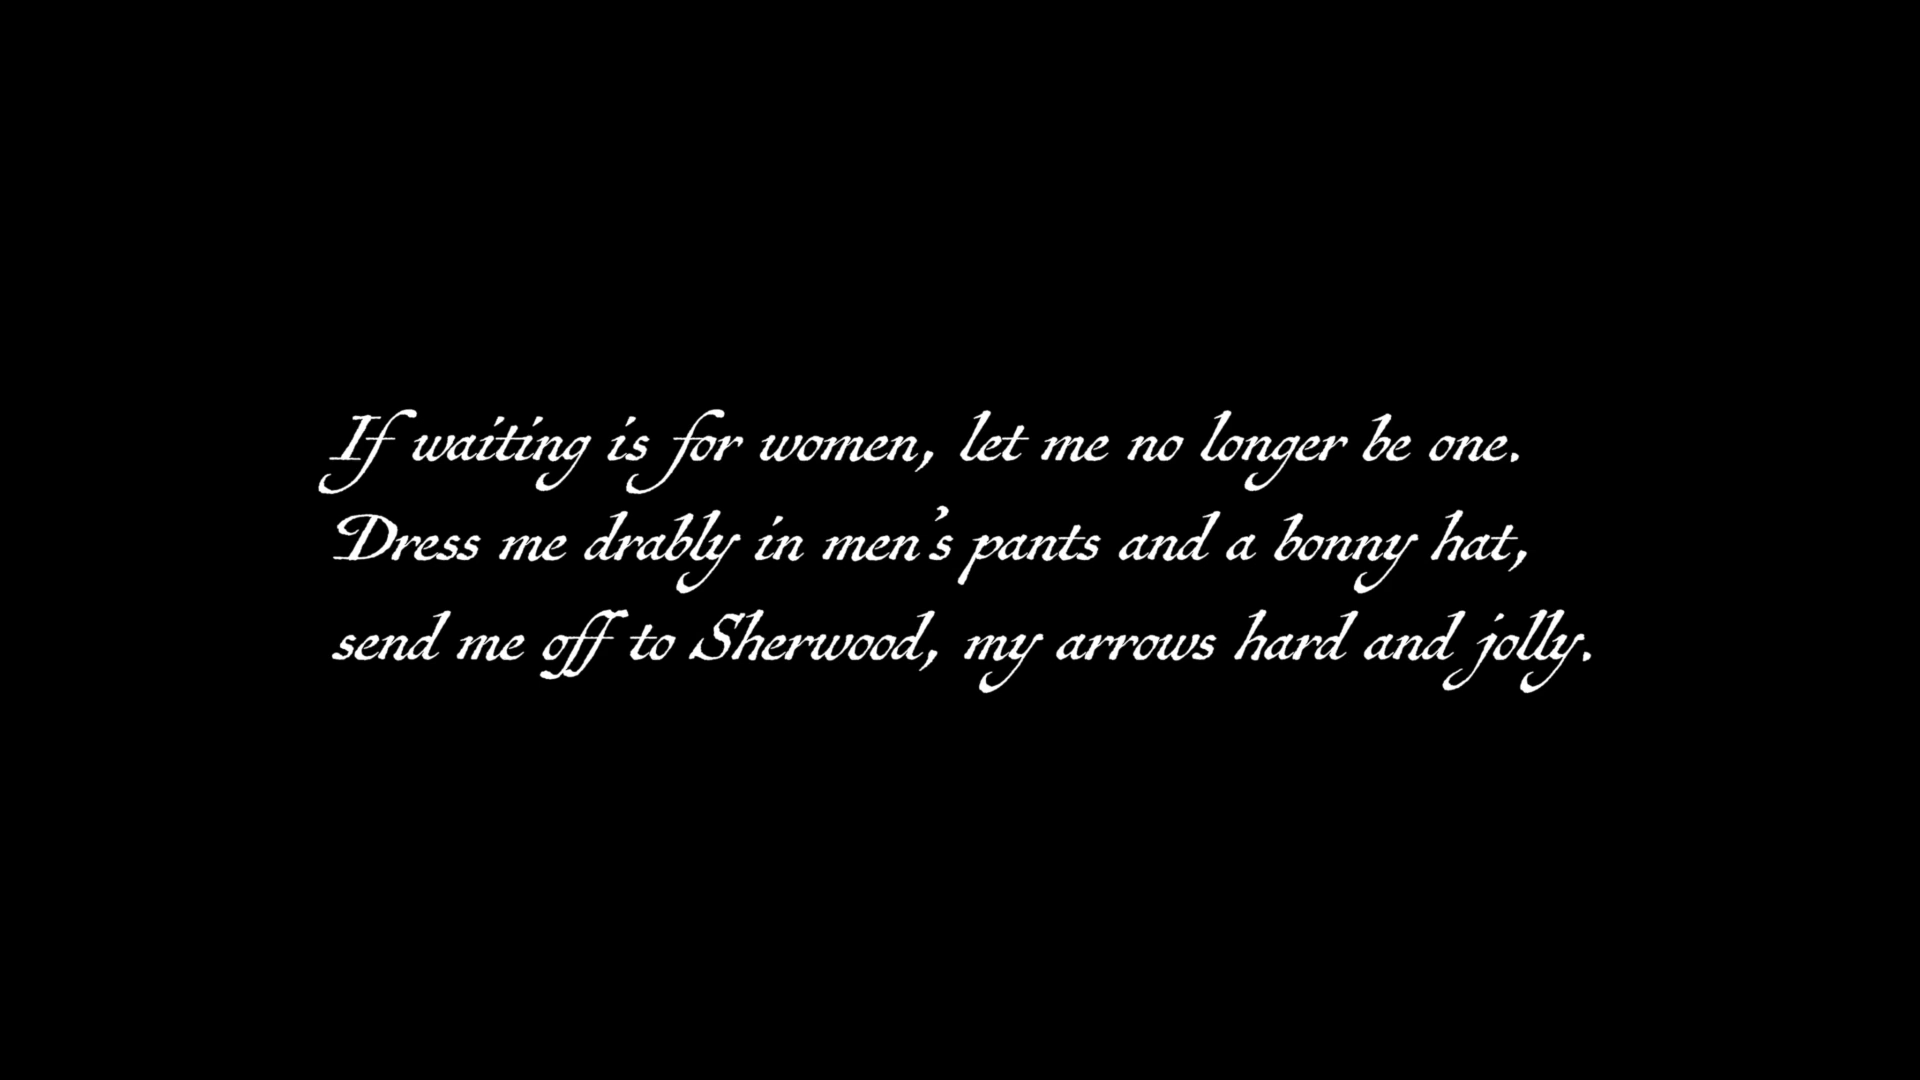 If waiting is for women, let me no longer be one.
Dress me drably in men's pants and a bonny hat,
send me off to Sherwood, my arrows hard and jolly.